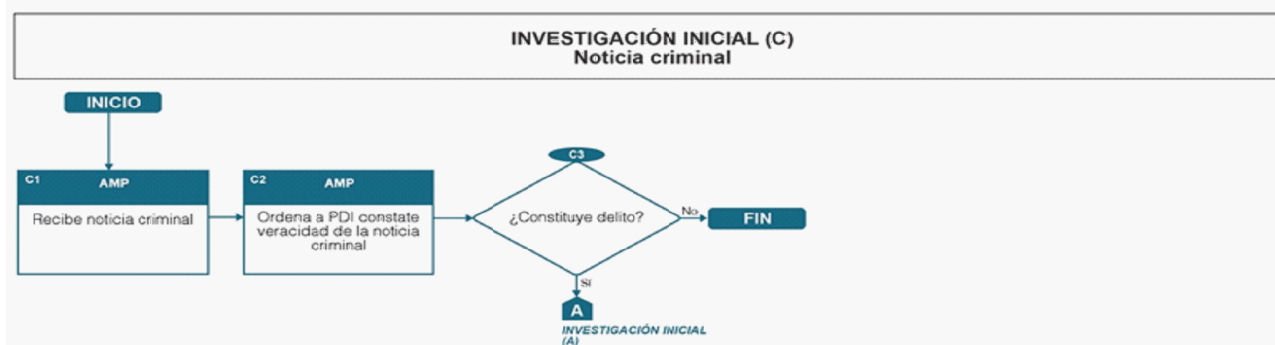 INVESTIGACIÓN INICIAL (C)
Noticia criminal
INICIO
C1 AMP
Recibe noticia criminal
C2 AMP
Ordena a PDI constate
veracidad de la noticia
criminal
C3
¿Constituye delito?
No
FIN
Sí
A
INVESTIGACIÓN INICIAL
(A)